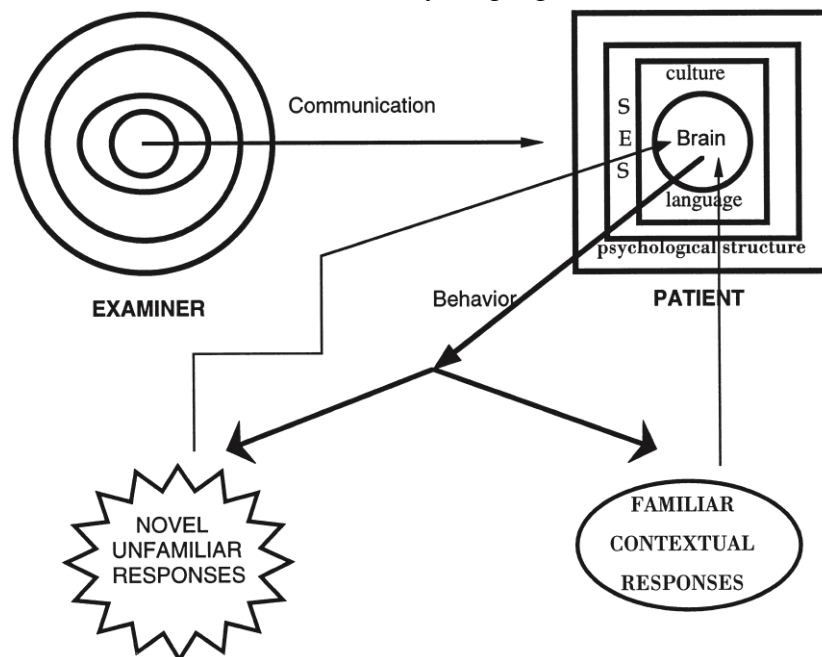 Communication
culture
S
E
S
Brain
language
psychological structure
EXAMINER
PATIENT
Behavior
NOVEL
UNFAMILIAR
RESPONSES
FAMILIAR
CONTEXTUAL
RESPONSES